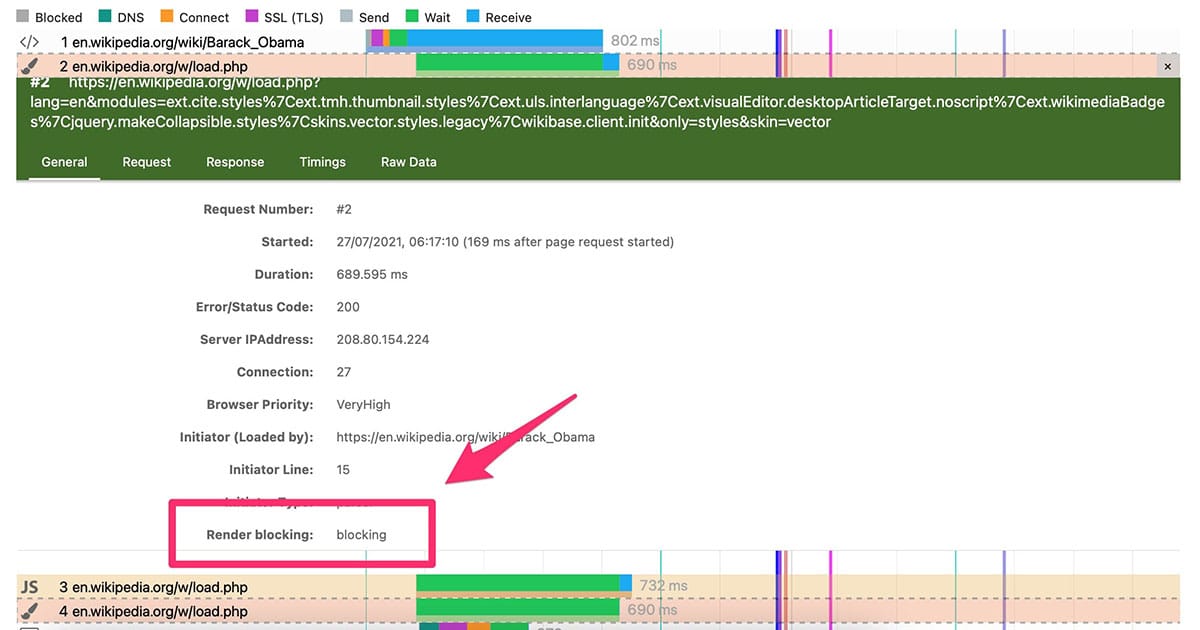 Blocked DNS Connect SSL (TLS) Send Wait Receive
</> 1 en.wikipedia.org/wiki/Barack_Obama 802 ms
2 en.wikipedia.org/w/load.php 690 ms ×
#2 https://en.wikipedia.org/w/load.php?
lang=en&modules=ext.cite.styles%7Cext.tmh.thumbnail.styles%7Cext.uls.interlanguage%7Cext.visualEditor.desktopArticleTarget.noscript%7Cext.wikimediaBadge
s%7Cjquery.makeCollapsible.styles%7Cskins.vector.styles.legacy%7Cwikibase.client.init&only=styles&skin=vector
General Request Response Timings Raw Data
Request Number: #2
Started: 27/07/2021, 06:17:10 (169 ms after page request started)
Duration: 689.595 ms
Error/Status Code: 200
Server IPAddress: 208.80.154.224
Connection: 27
Browser Priority: VeryHigh
Initiator (Loaded by): https://en.wikipedia.org/wiki/Barack_Obama
Initiator Line: 15
Initiator Type:
Render blocking: blocking
JS 3 en.wikipedia.org/w/load.php 732 ms
4 en.wikipedia.org/w/load.php 690 ms